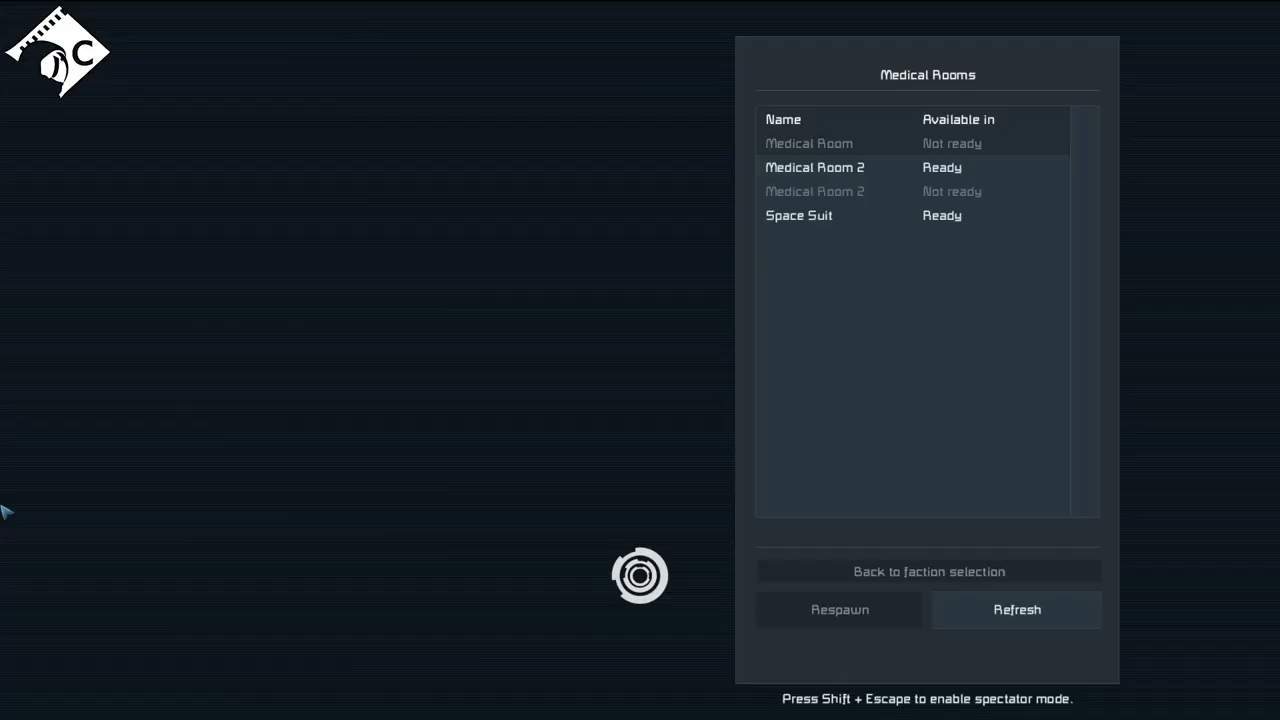 C
Medical Rooms
Name Available in
Medical Room Not ready
Medical Room 2 Ready
Medical Room 2 Not ready
Space Suit Ready
Back to faction selection
Respawn Refresh
Press Shift + Escape to enable spectator mode.